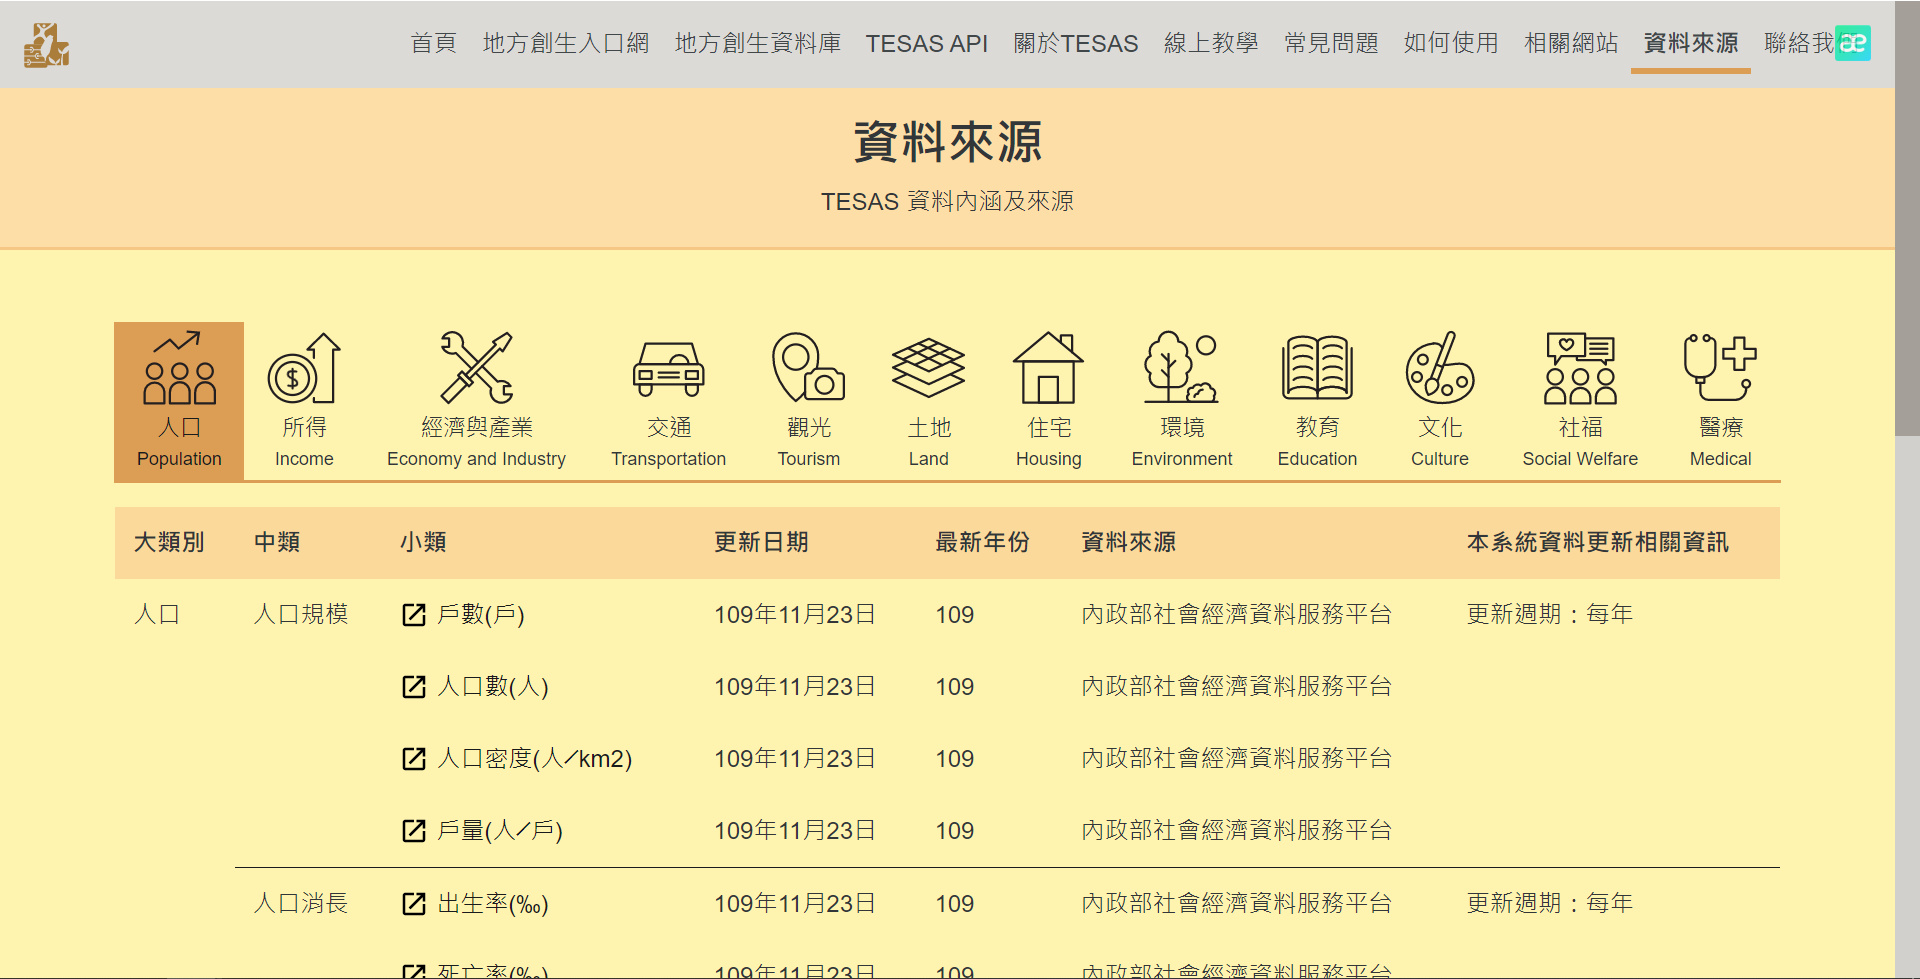 首頁 地方創生入口網 地方創生資料庫 TESAS API 關於TESAS 線上教學 常見問題 如何使用 相關網站 資料來源 聯絡我
資料來源
TESAS 資料內涵及來源
人口 所得 經濟與產業 交通 觀光 土地 住宅 環境 教育 文化 社福 醫療
Population Income Economy and Industry Transportation Tourism Land Housing Environment Education Culture Social Welfare Medical
大類別 中類 小類 更新日期 最新年份 資料來源 本系統資料更新相關資訊
人口 人口規模 戶數(戶) 109年11月23日 109 內政部社會經濟資料服務平台 更新週期：每年
人口數(人) 109年11月23日 109 內政部社會經濟資料服務平台
人口密度(人∕km2) 109年11月23日 109 內政部社會經濟資料服務平台
戶量(人∕戶) 109年11月23日 109 內政部社會經濟資料服務平台
人口消長 出生率(‰) 109年11月23日 109 內政部社會經濟資料服務平台 更新週期：每年
死亡率(‰) 109年11月23日 109 內政部社會經濟資料服務平台